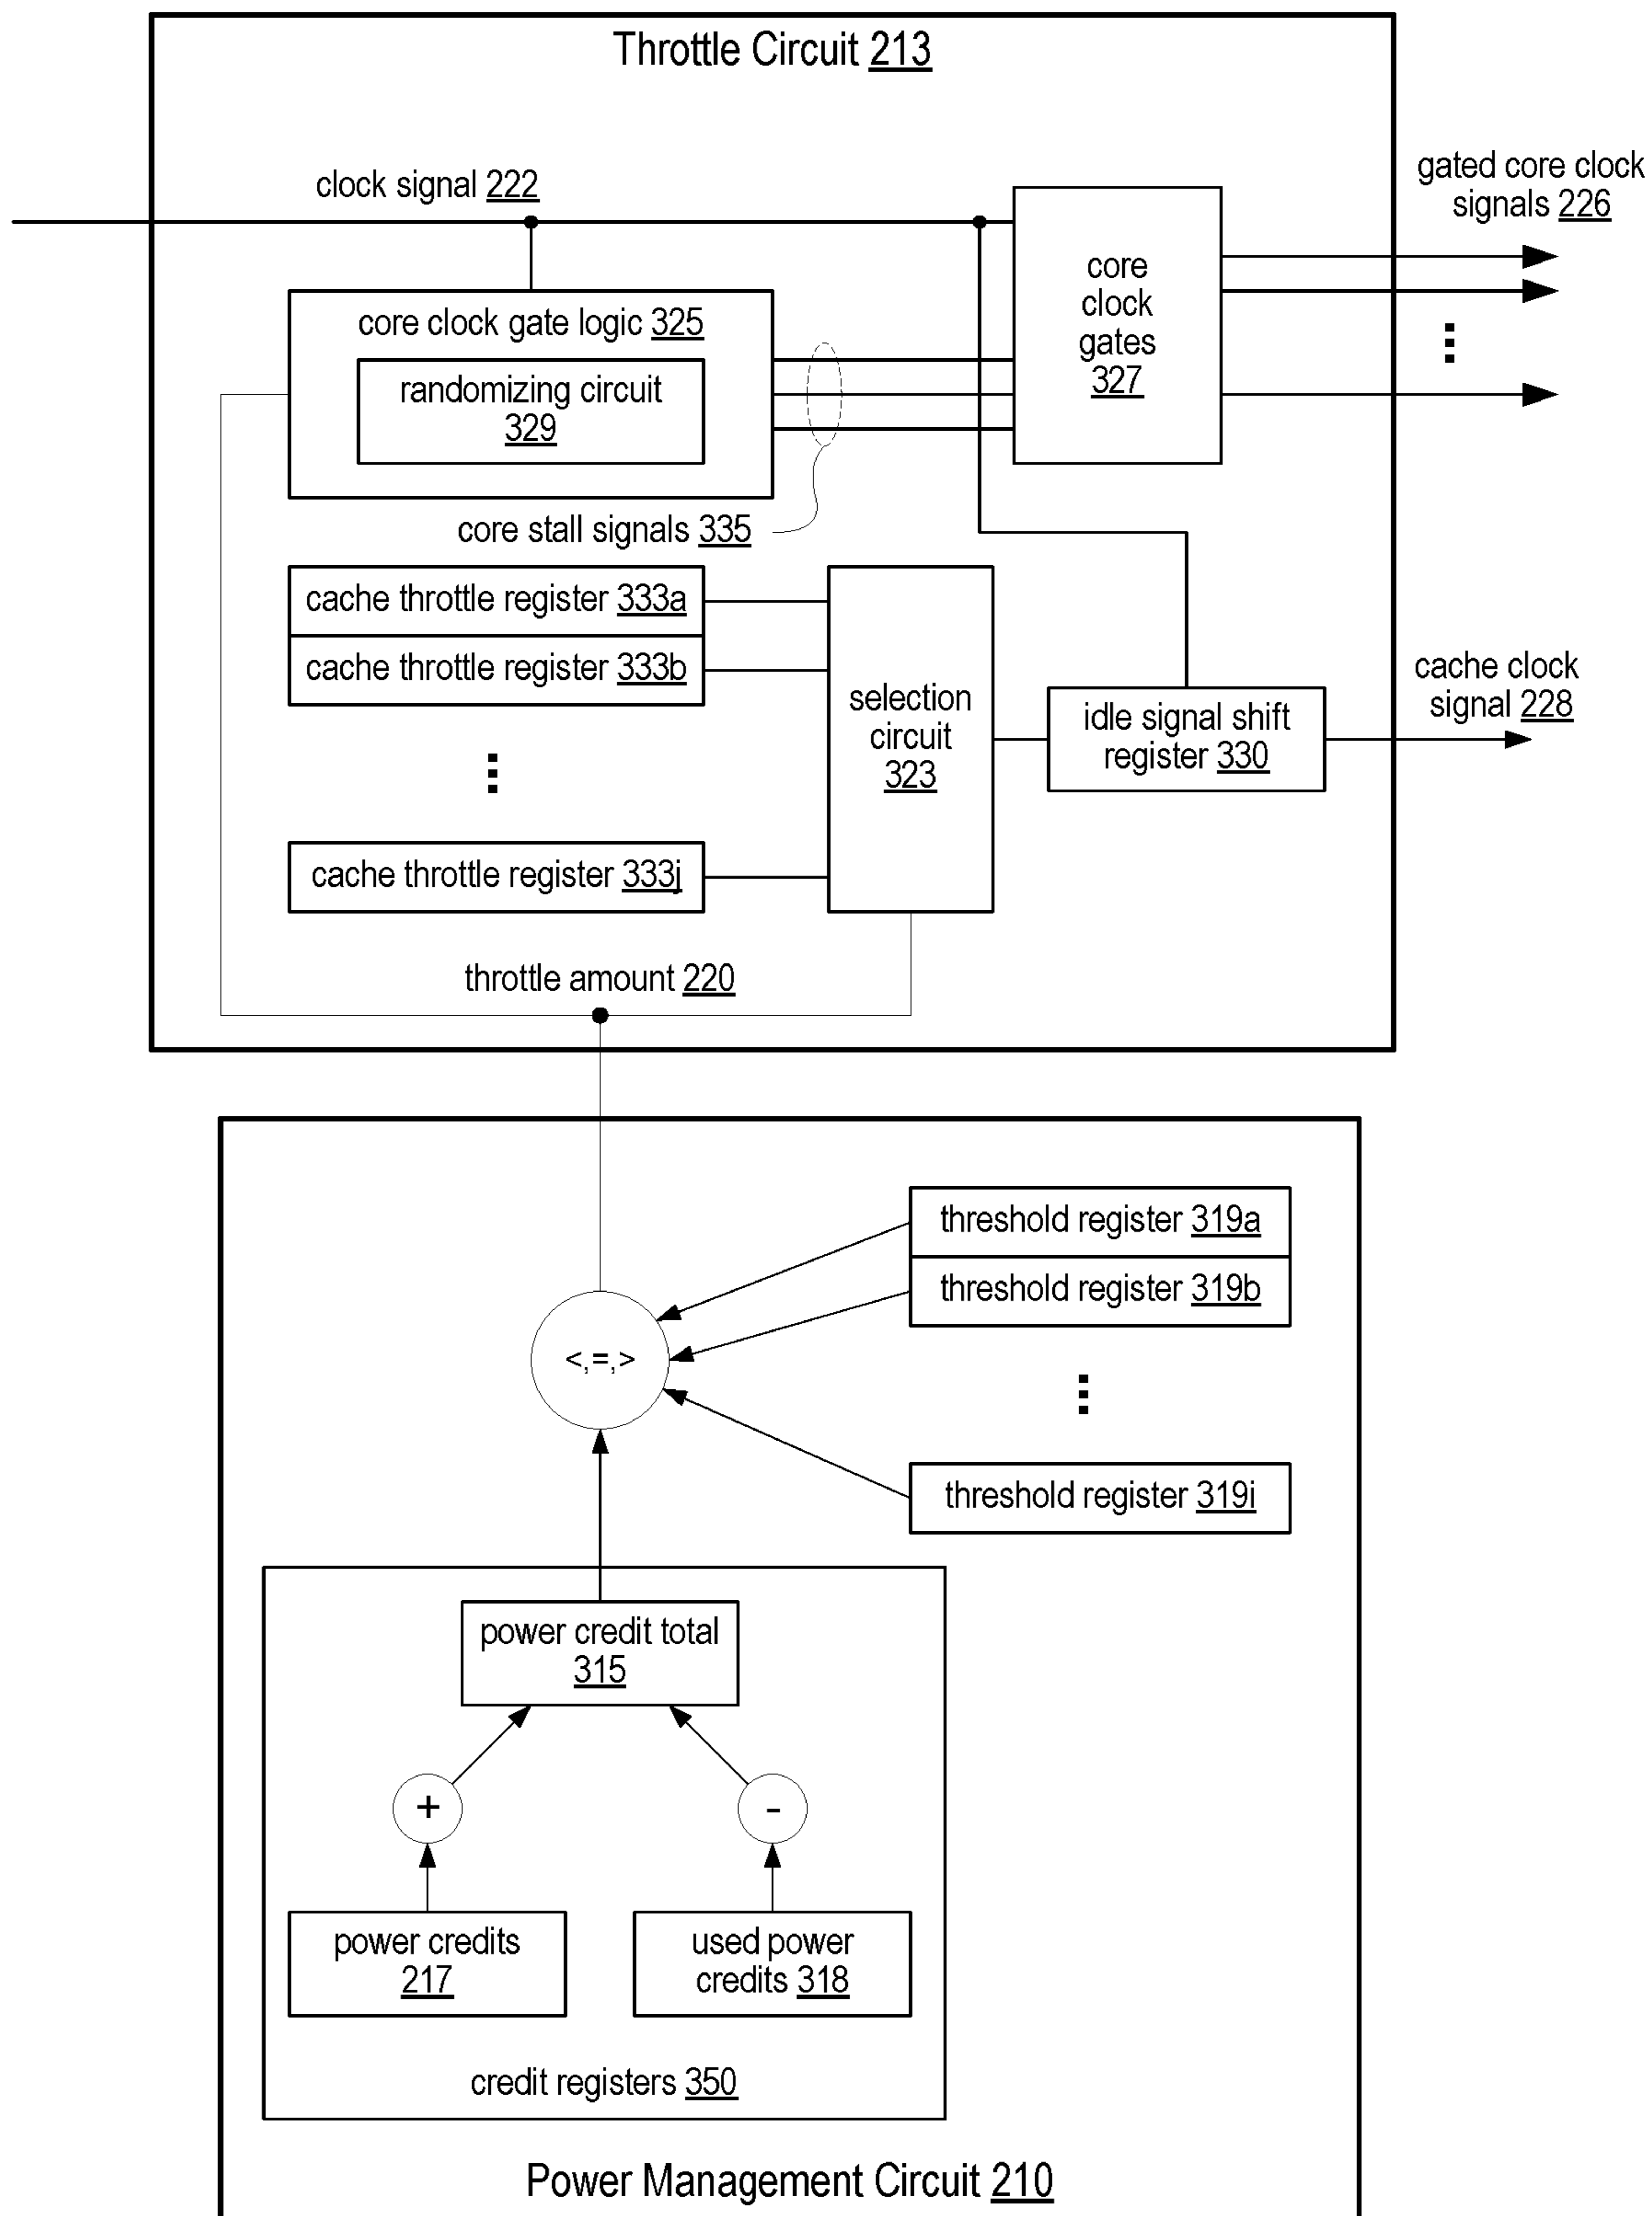 Throttle Circuit 213
clock signal 222
gated core clock
signals 226
core
clock
gates
327
core clock gate logic 325
randomizing circuit
329
core stall signals 335
cache throttle register 333a
cache throttle register 333b
cache throttle register 333j
selection
circuit
323
idle signal shift
register 330
cache clock
signal 228
throttle amount 220
threshold register 319a
threshold register 319b
threshold register 319i
<,=,>
power credit total
315
+
-
power credits
217
used power
credits 318
credit registers 350
Power Management Circuit 210